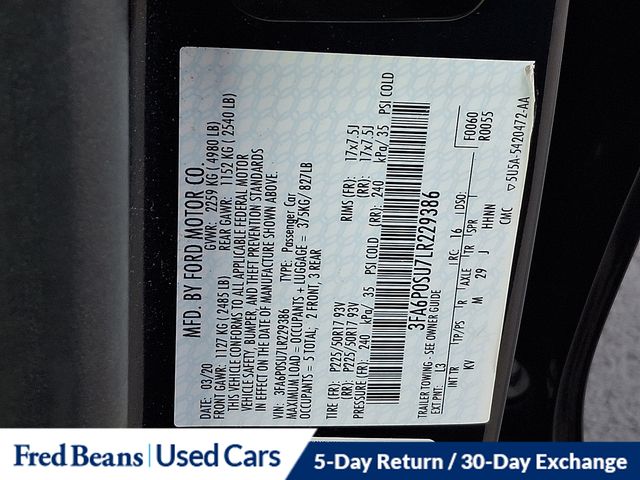 MFD. BY FORD MOTOR CO.
DATE: 03/20 GVWR: 2259 KG ( 4980 LB)
FRONT GAWR: 1127 KG ( 2485 LB) REAR GAWR: 1152 KG ( 2540 LB)
THIS VEHICLE CONFORMS TO ALL APPLICABLE FEDERAL MOTOR
VEHICLE SAFETY, BUMPER, AND THEFT PREVENTION STANDARDS
IN EFFECT ON THE DATE OF MANUFACTURE SHOWN ABOVE.
VIN: 3FA6P0SU7LR229386 TYPE: Passenger Car
MAXIMUM LOAD = OCCUPANTS + LUGGAGE = 375KG/ 827LB
OCCUPANTS = 5 TOTAL; 2 FRONT, 3 REAR
TIRE (FR): P225/50R17 93V RIMS (FR): 17x7.5J
(RR): P225/50R17 93V (RR): 17x7.5J
PRESSURE (FR): 240 kPa/ 35 PSI COLD (RR): 240 kPa/ 35 PSI COLD
3FA6P0SU7LR229386
TRAILER TOWING - SEE OWNER GUIDE
F0060
R0055
EXT PNT: 13 RC: 16 DSO:
INT TR TP/PS R AXLE TR SPR
M 29 J HHNN
CMC
▽5U5A-5420472-AA
Fred Beans | Used Cars
5-Day Return / 30-Day Exchange